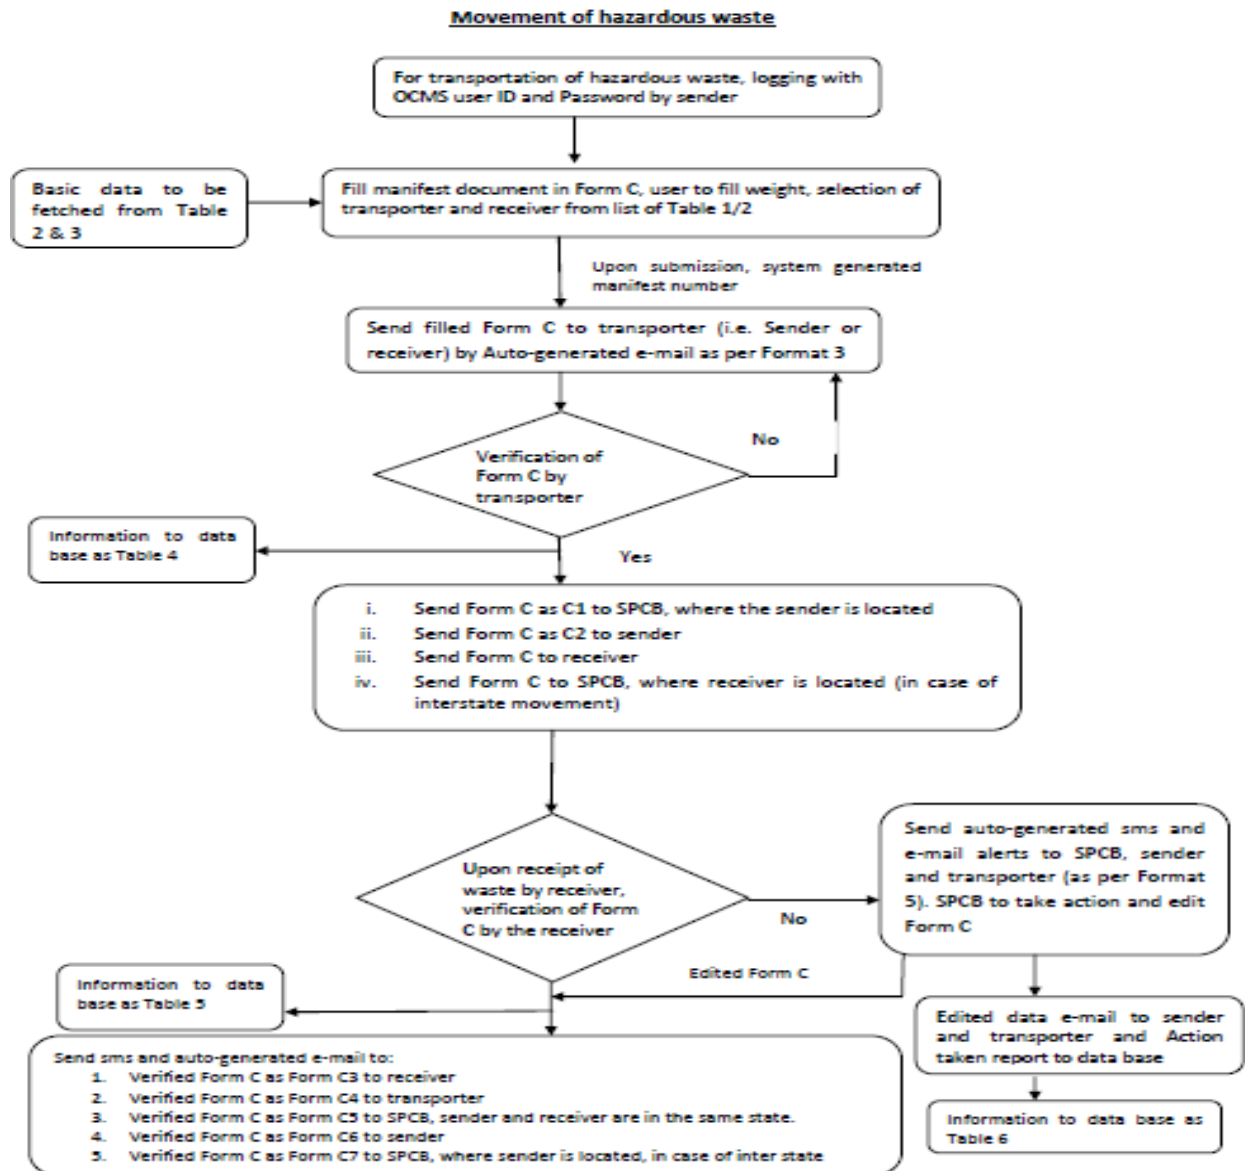 Movement of hazardous waste
For transportation of hazardous waste, logging with
OCMS user ID and Password by sender
Basic data to be
fetched from Table
2 & 3
Fill manifest document in Form C, user to fill weight, selection of
transporter and receiver from list of Table 1/2
Upon submission, system generated
manifest number
Send filled Form C to transporter (i.e. Sender or
receiver) by Auto-generated e-mail as per Format 3
No
Verification of
Form C by
transporter
Information to data
base as Table 4
Yes
i. Send Form C as C1 to SPCB, where the sender is located
ii. Send Form C as C2 to sender
iii. Send Form C to receiver
iv. Send Form C to SPCB, where receiver is located (in case of
interstate movement)
Upon receipt of
waste by receiver,
verification of Form
C by the receiver
No
Send auto-generated sms and
e-mail alerts to SPCB, sender
and transporter (as per Format
5). SPCB to take action and edit
Form C
Edited Form C
Information to data
base as Table 5
Edited data e-mail to sender
and transporter and Action
taken report to data base
Send sms and auto-generated e-mail to:
1. Verified Form C as Form C3 to receiver
2. Verified Form C as Form C4 to transporter
3. Verified Form C as Form C5 to SPCB, sender and receiver are in the same state.
4. Verified Form C as Form C6 to sender
5. Verified Form C as Form C7 to SPCB, where sender is located, in case of inter state
Information to data base as
Table 6